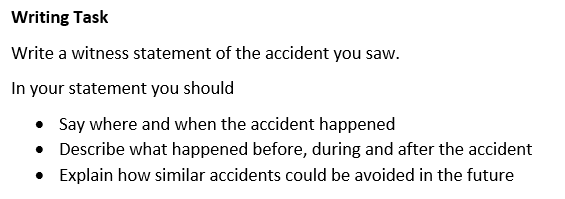 Writing Task
Write a witness statement of the accident you saw.
In your statement you should
• Say where and when the accident happened
• Describe what happened before, during and after the accident
• Explain how similar accidents could be avoided in the future